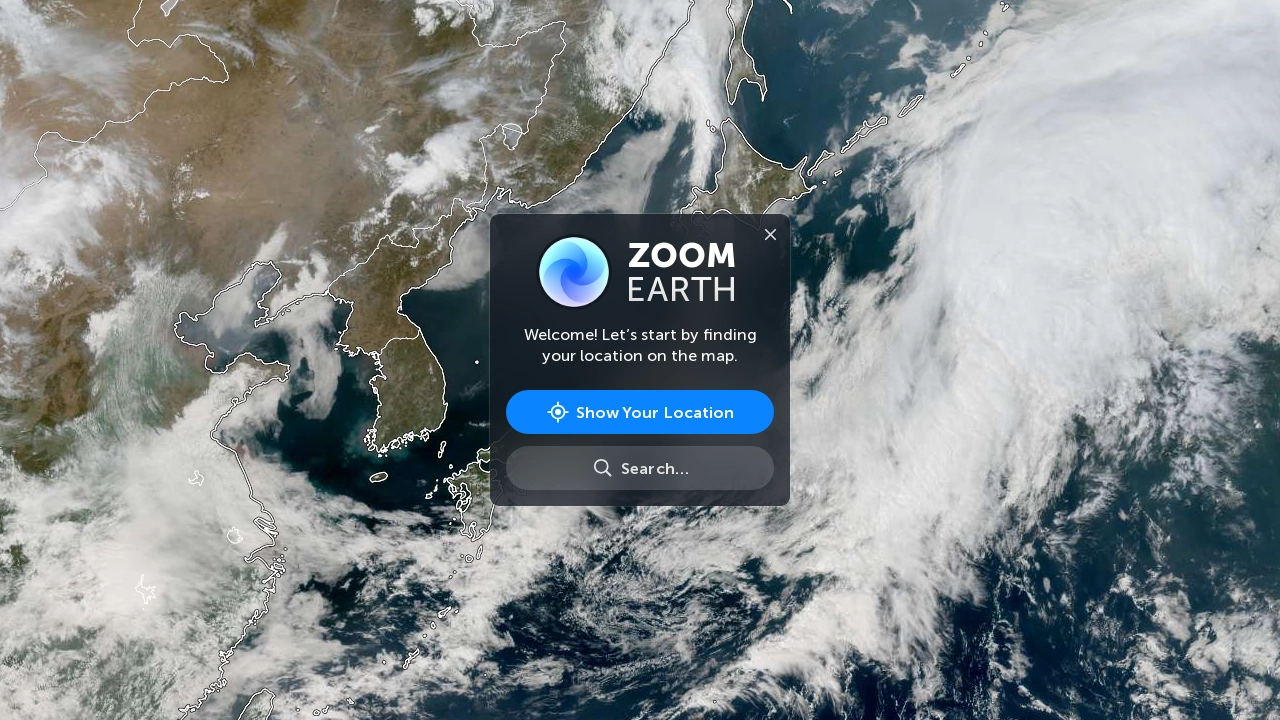 ZOOM
EARTH
Welcome! Let’s start by finding
your location on the map.
Show Your Location
Search...